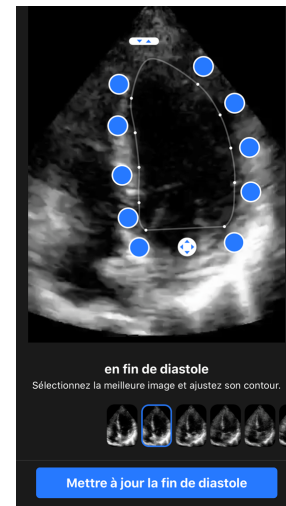 en fin de diastole
Sélectionnez la meilleure image et ajustez son contour.
Mettre à jour la fin de diastole